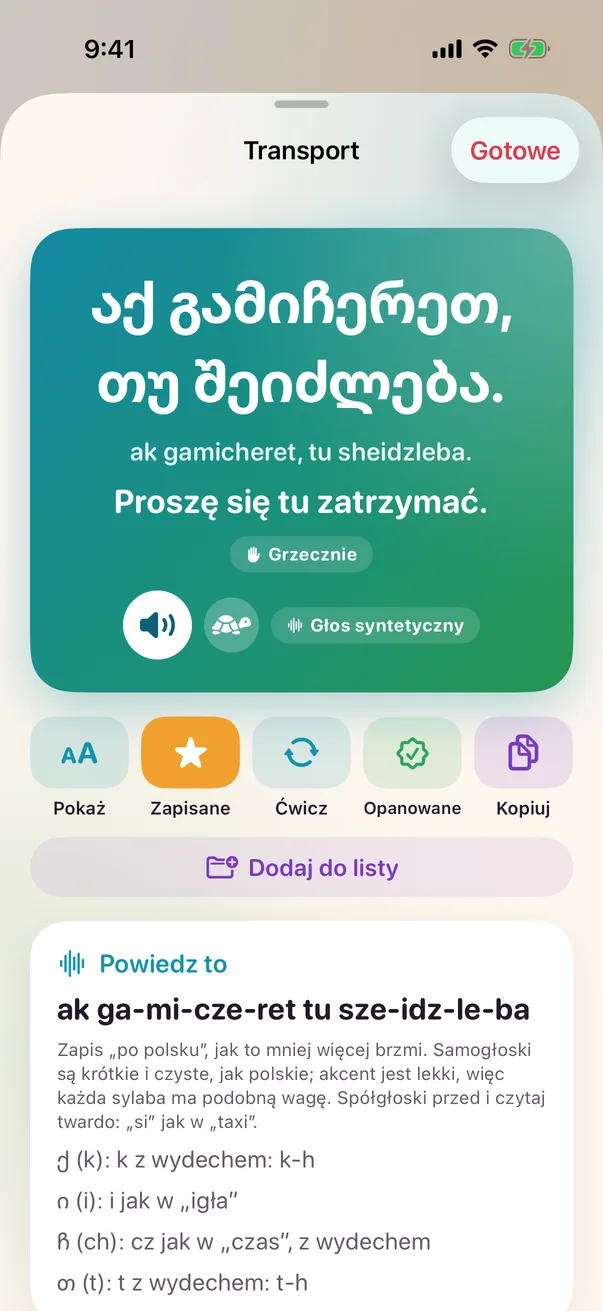 9:41
Transport
Gotowe
აქ გამიჩერეთ,
თუ შეიძლება.
ak gamicheret, tu sheidzleba.
Proszę się tu zatrzymać.
Grzecznie
Głos syntetyczny
AA
Pokaż
Zapisane
Ćwicz
Opanowane
Kopiuj
Dodaj do listy
Powiedz to
ak ga-mi-cze-ret tu sze-idz-le-ba
Zapis „po polsku”, jak to mniej więcej brzmi. Samogłoski
są krótkie i czyste, jak polskie; akcent jest lekki, więc
każda sylaba ma podobną wagę. Spółgłoski przed i czytaj
twardo: „si” jak w „taxi”.
ქ (k): k z wydechem: k-h
ი (i): i jak w „igła”
ჩ (ch): cz jak w „czas”, z wydechem
თ (t): t z wydechem: t-h